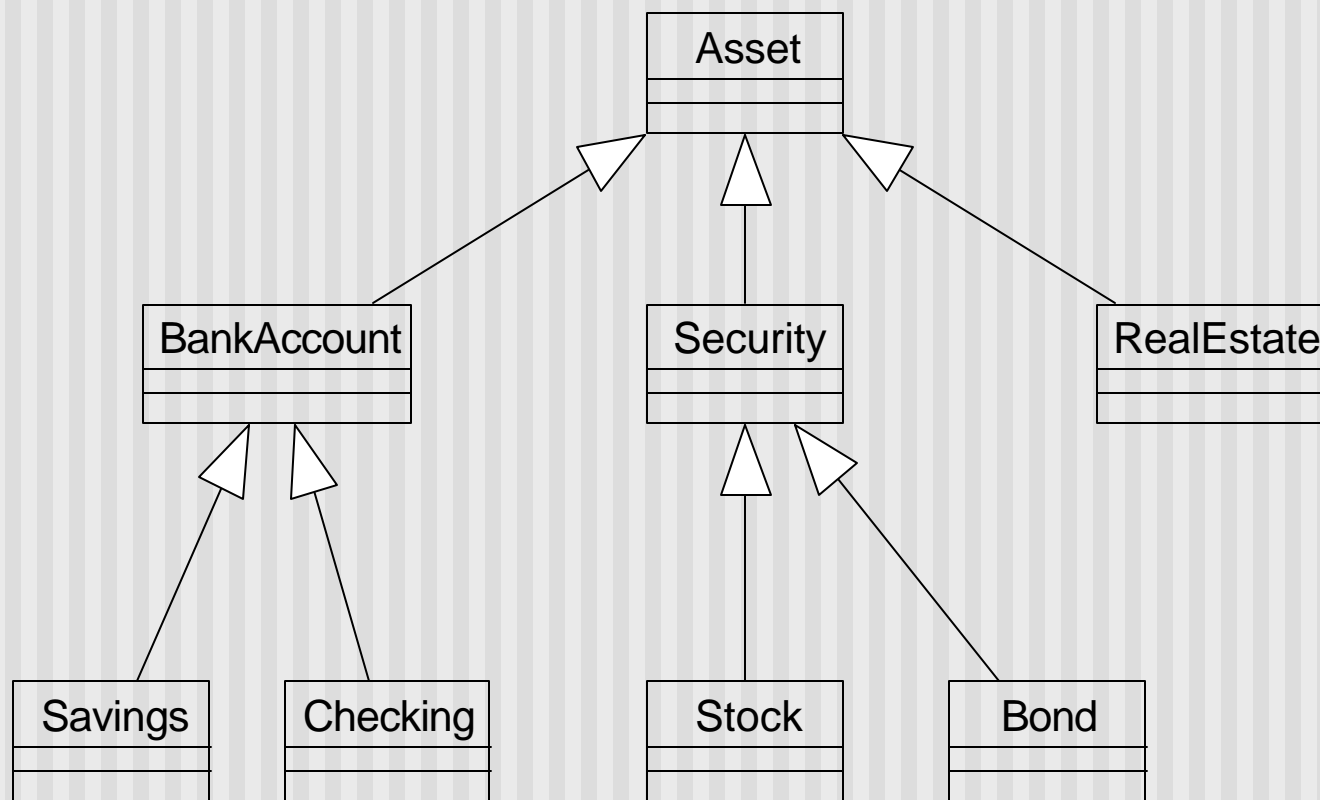 Asset
BankAccount
Security
RealEstate
Savings
Checking
Stock
Bond